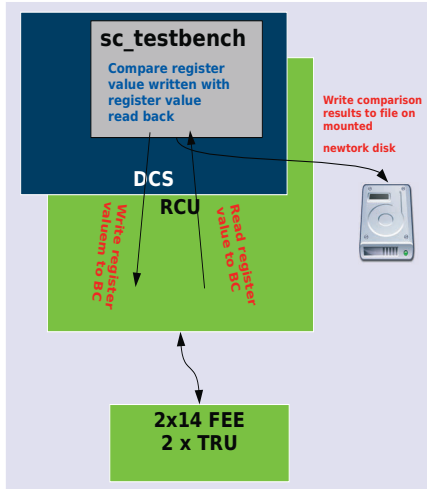 sc_testbench
Compare register
value written with
register value
read back
Write comparison
results to file on
mounted
newtork disk
DCS
RCU
Write register
valuem to BC
Read register
value to BC
2x14 FEE
2 x TRU